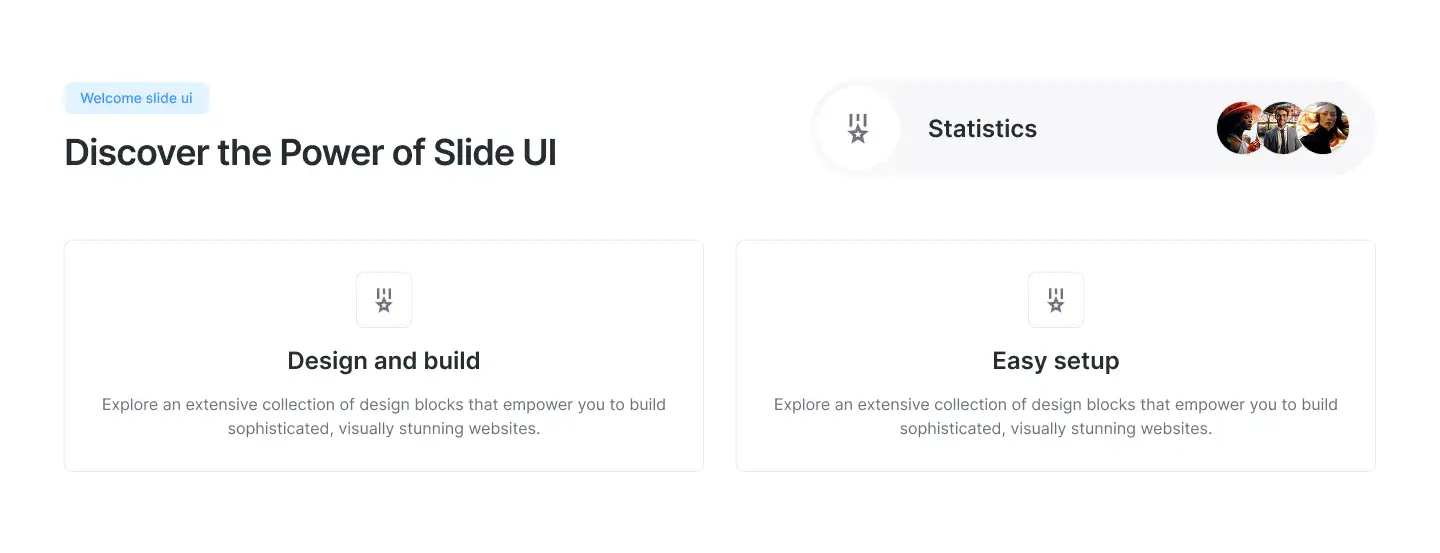 Welcome slide ui
Discover the Power of Slide UI
Statistics
Design and build
Explore an extensive collection of design blocks that empower you to build
sophisticated, visually stunning websites.
Easy setup
Explore an extensive collection of design blocks that empower you to build
sophisticated, visually stunning websites.